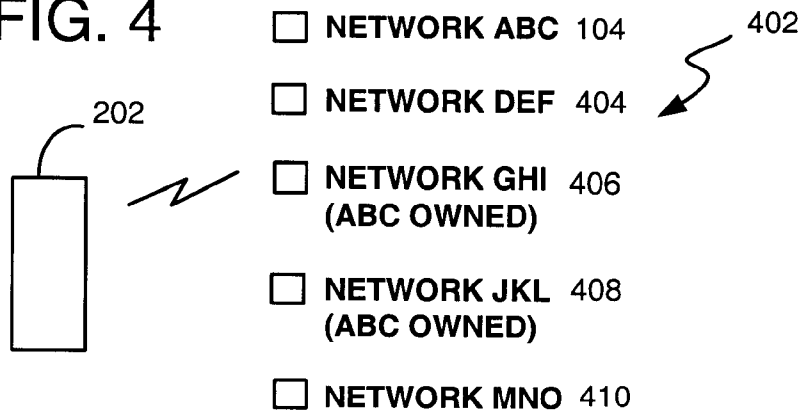 FIG. 4
NETWORK ABC 104
402
NETWORK DEF 404
202
NETWORK GHI 406
(ABC OWNED)
NETWORK JKL 408
(ABC OWNED)
NETWORK MNO 410